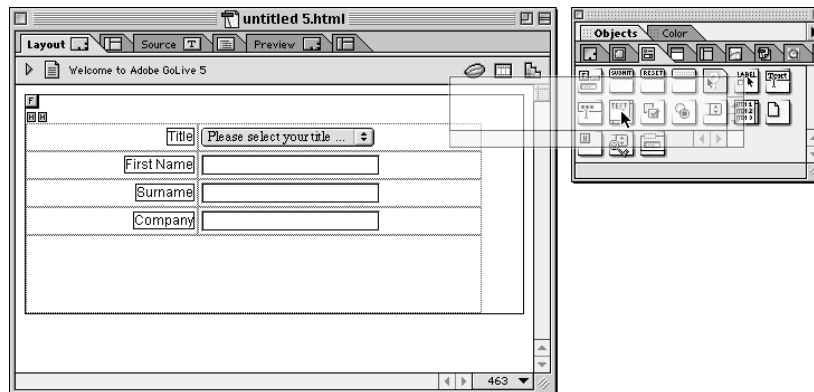 untitled 5.html
Layout
Source T
Preview
Welcome to Adobe GoLive 5
F
H H
Title
Please select your title ...
First Name
Surname
Company
463
Objects
Color
F
SUBMIT
RESET
LABEL
TEXT
H